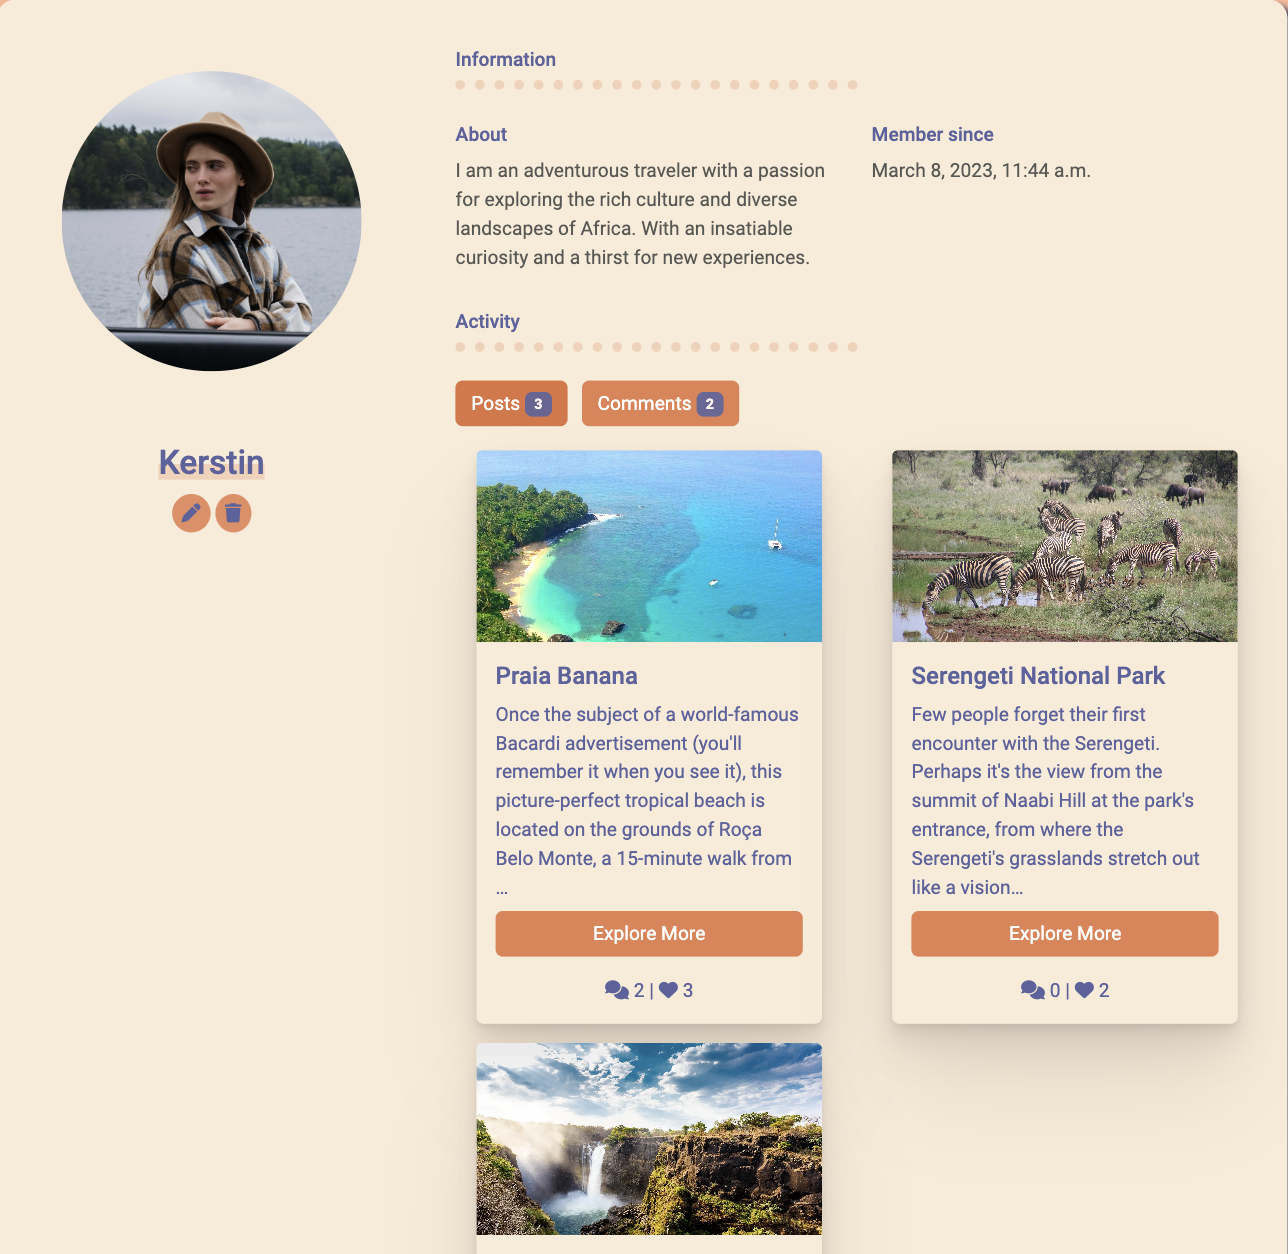 Information
About
I am an adventurous traveler with a passion
for exploring the rich culture and diverse
landscapes of Africa. With an insatiable
curiosity and a thirst for new experiences.
Member since
March 8, 2023, 11:44 a.m.
Activity
Posts 3
Comments 2
Kerstin
Praia Banana
Once the subject of a world-famous
Bacardi advertisement (you'll
remember it when you see it), this
picture-perfect tropical beach is
located on the grounds of Roça
Belo Monte, a 15-minute walk from
…
Explore More
2 | 3
Serengeti National Park
Few people forget their first
encounter with the Serengeti.
Perhaps it's the view from the
summit of Naabi Hill at the park's
entrance, from where the
Serengeti's grasslands stretch out
like a vision…
Explore More
0 | 2